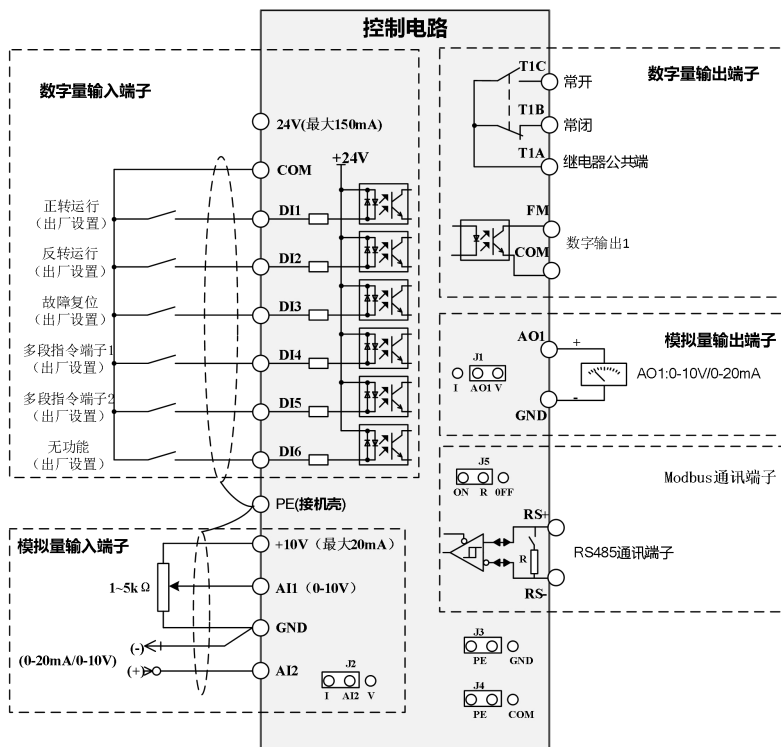 控制电路
数字量输入端子
24V(最大150mA)
+24V
COM
正转运行
(出厂设置)
DI1
反转运行
(出厂设置)
DI2
故障复位
(出厂设置)
DI3
多段指令端子1
(出厂设置)
DI4
多段指令端子2
(出厂设置)
DI5
无功能
(出厂设置)
DI6
PE(接机壳)
模拟量输入端子
+10V(最大20mA)
1~5k Ω
AI1 (0-10V)
GND
(-)
(0-20mA/0-10V)
(+)
AI2
J2
I AI2 V
数字量输出端子
T1C
常开
T1B
常闭
T1A
继电器公共端
FM
数字输出1
COM
模拟量输出端子
AO1
+
J1
I AO1 V
AO1:0-10V/0-20mA
-
GND
Modbus通讯端子
J5
ON R 0FF
RS+
R
RS485通讯端子
RS-
J3
PE GND
J4
PE COM